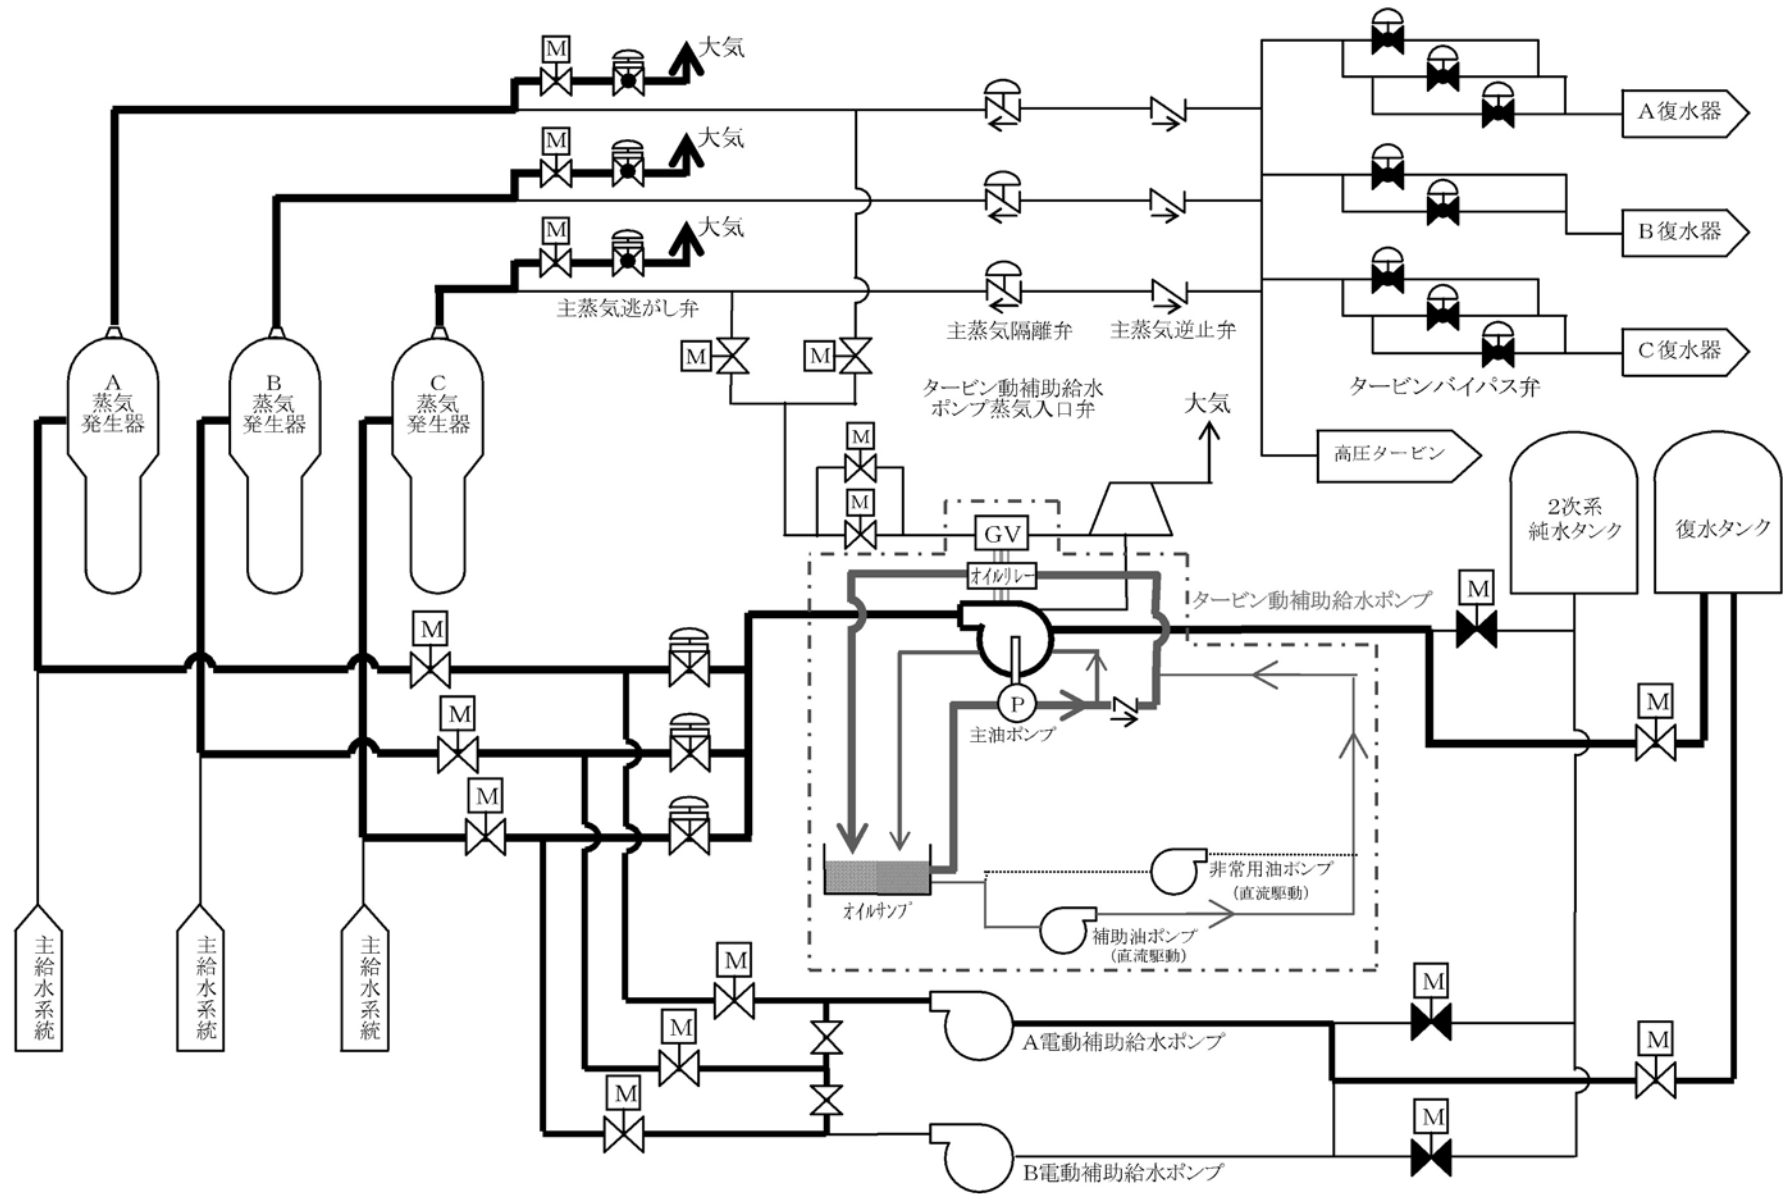 M
大気
M
大気
M
大気
主蒸気逃がし弁
主蒸気隔離弁
主蒸気逆止弁
A復水器
B復水器
C復水器
タービンバイパス弁
A
蒸気
発生器
B
蒸気
発生器
C
蒸気
発生器
M
M
タービン動補助給水
ポンプ蒸気入口弁
大気
高圧タービン
M
M
GV
オイルリレー
2次系
純水タンク
復水タンク
タービン動補助給水ポンプ
M
M
M
M
M
P
主油ポンプ
オイルサンプ
非常用油ポンプ
(直流駆動)
補助油ポンプ
(直流駆動)
主給水系統
主給水系統
主給水系統
M
M
M
A電動補助給水ポンプ
B電動補助給水ポンプ
M
M
M